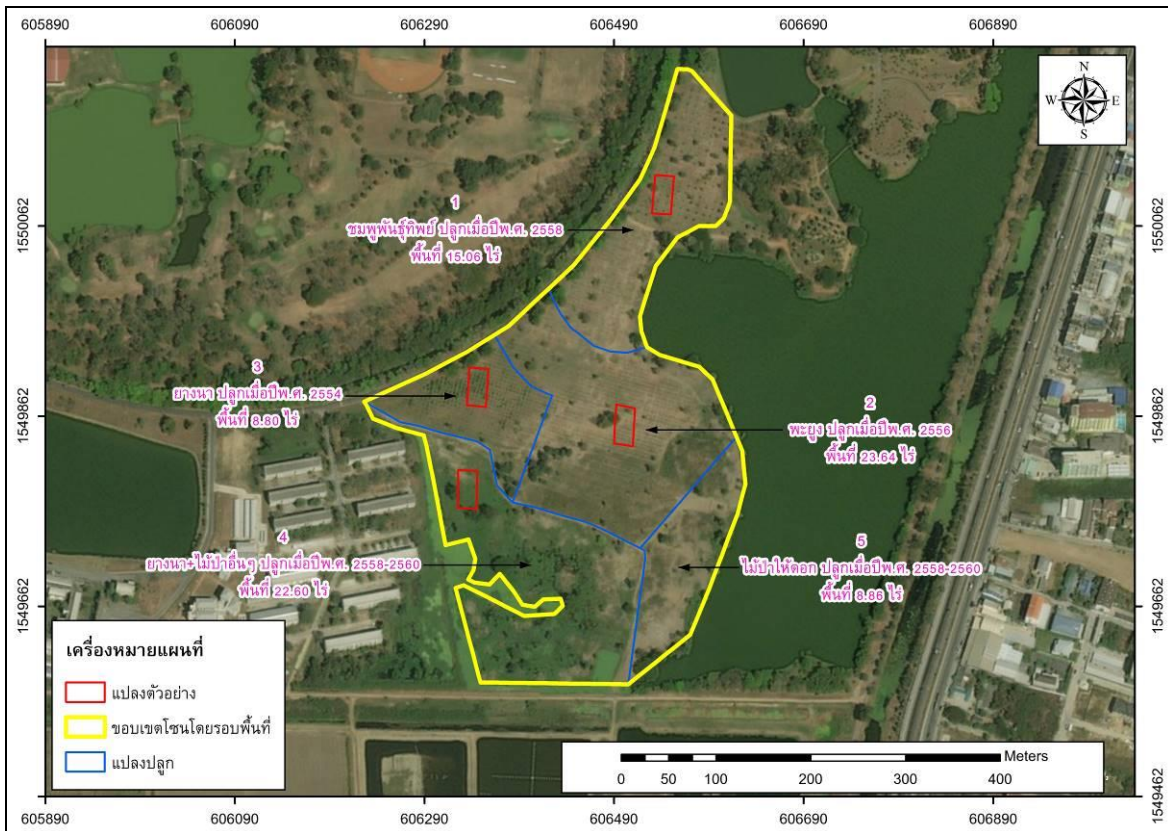 605890
606090
606290
606490
606690
606890
N
W E
S
1550062
1550062
1
ชมพูพันธุ์ทิพย์ ปลูกเมื่อปีพ.ศ. 2558
พื้นที่ 15.06 ไร่
3
ยางนา ปลูกเมื่อปีพ.ศ. 2554
พื้นที่ 8.80 ไร่
1549862
1549862
2
พะยูง ปลูกเมื่อปีพ.ศ. 2556
พื้นที่ 23.64 ไร่
4
ยางนา+ไม้ป่าอื่นๆ ปลูกเมื่อปีพ.ศ. 2558-2560
พื้นที่ 22.60 ไร่
5
ไม้ป่าให้ดอก ปลูกเมื่อปีพ.ศ. 2558-2560
พื้นที่ 8.86 ไร่
1549662
1549662
เครื่องหมายแผนที่
แปลงตัวอย่าง
ขอบเขตโซนโดยรอบพื้นที่
แปลงปลูก
Meters
0 50 100 200 300 400
1549462
1549462
605890
606090
606290
606490
606690
606890